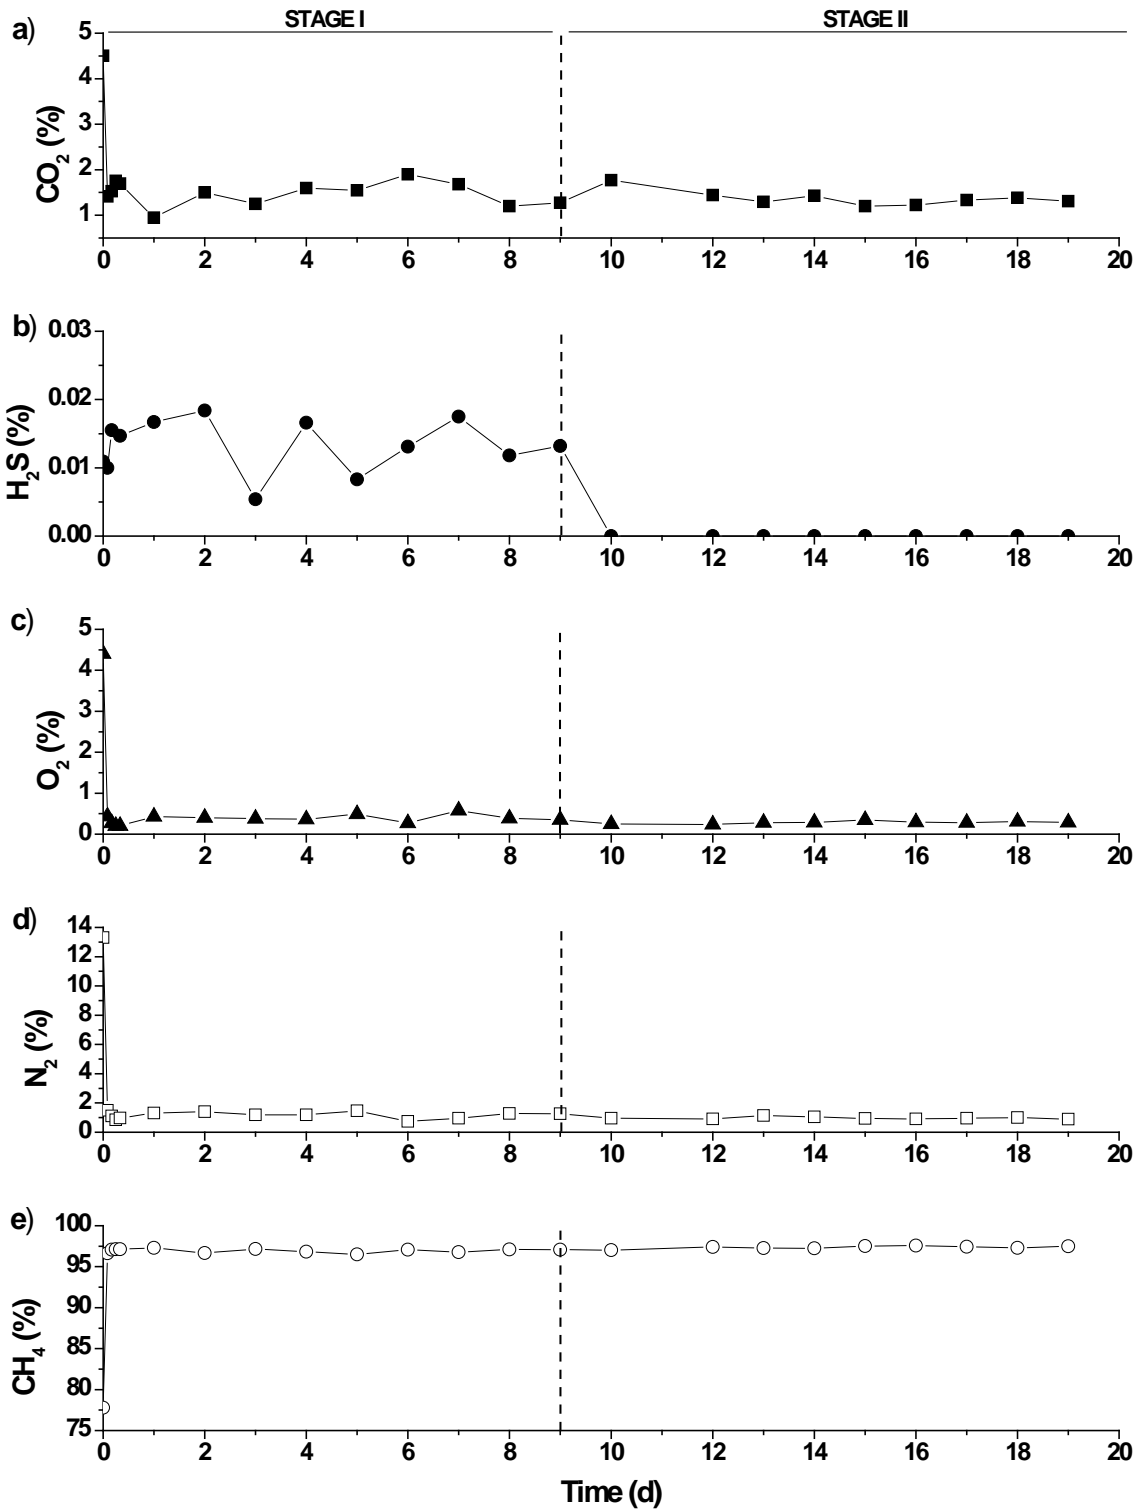 STAGE I STAGE II
a)
CO2 (%)
5
4
3
2
1
0 2 4 6 8 10 12 14 16 18 20
b)
H2S (%)
0.03
0.02
0.01
0.00
0 2 4 6 8 10 12 14 16 18 20
c)
O2 (%)
5
4
3
2
1
0
0 2 4 6 8 10 12 14 16 18 20
d)
N2 (%)
14
12
10
8
6
4
2
0
0 2 4 6 8 10 12 14 16 18 20
e)
CH4 (%)
100
95
90
85
80
75
0 2 4 6 8 10 12 14 16 18 20
Time (d)